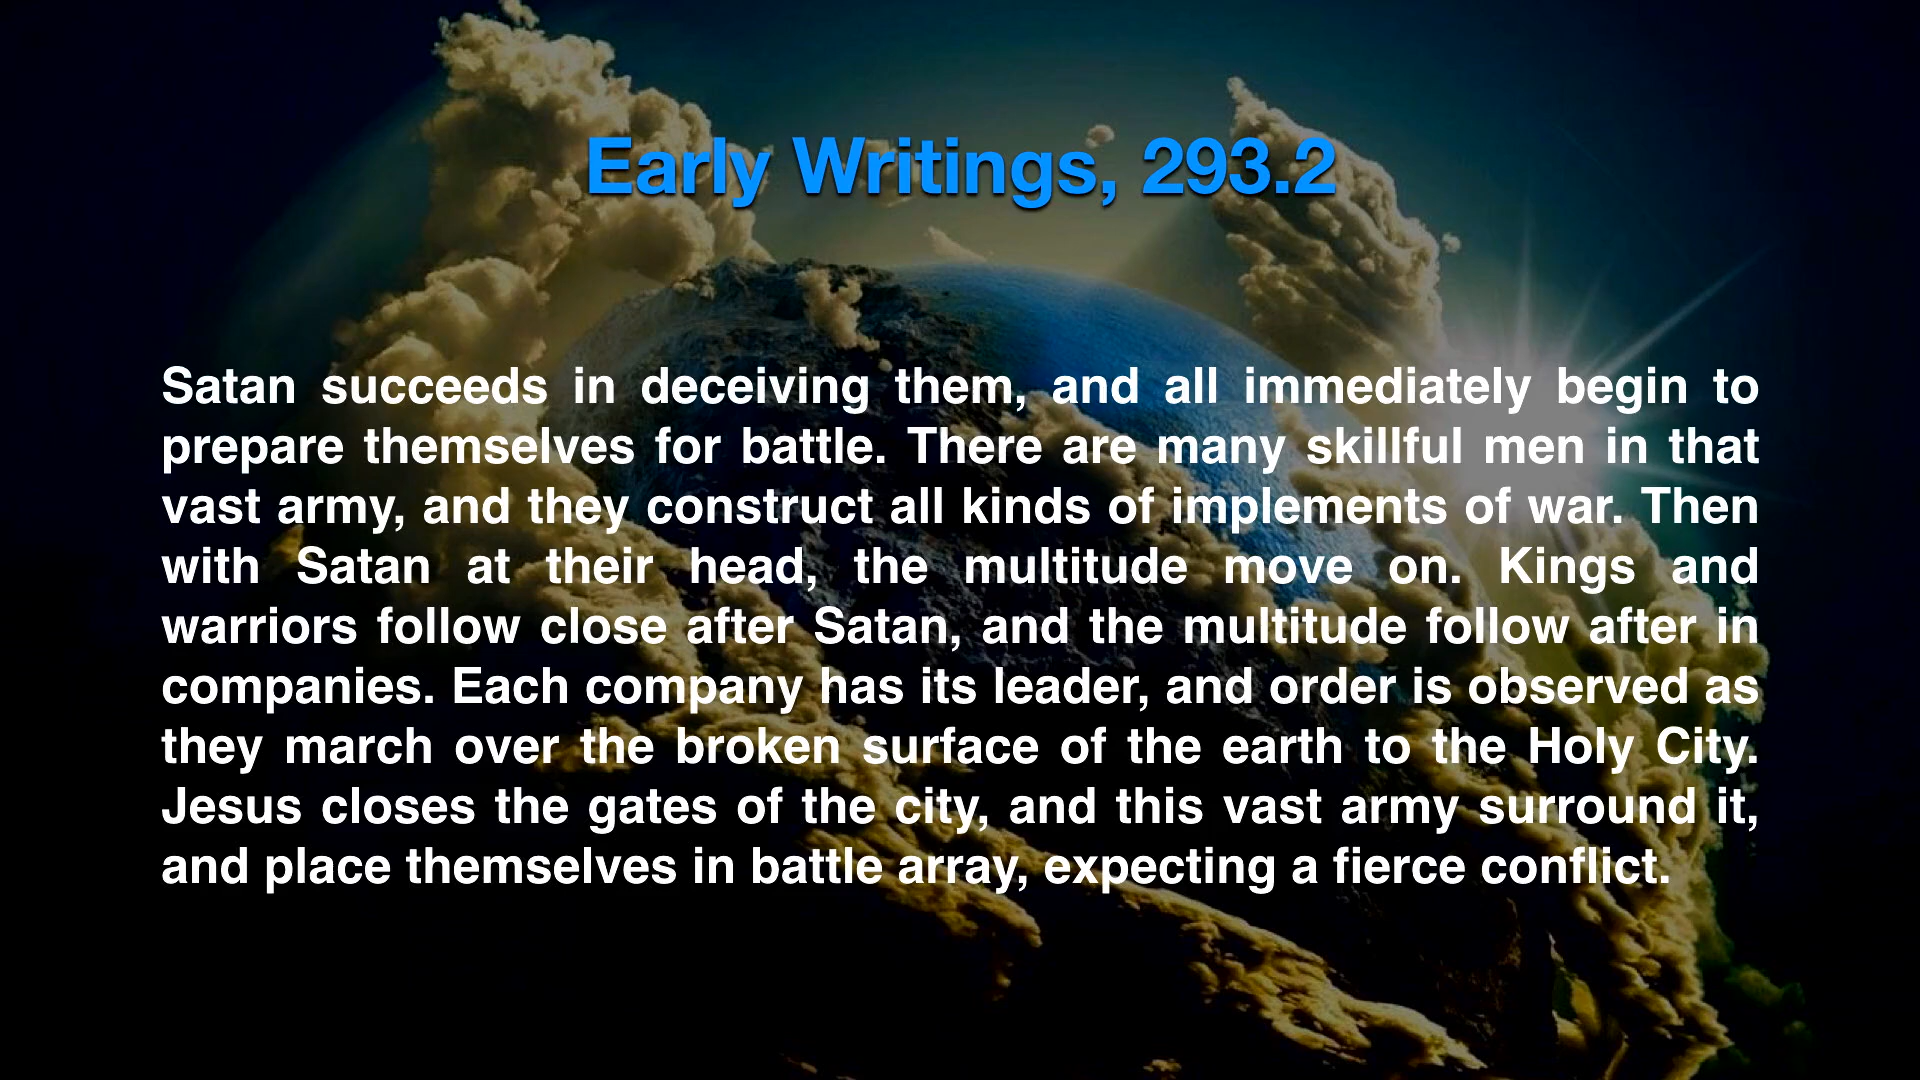 Early Writings, 293.2
Satan succeeds in deceiving them, and all immediately begin to
prepare themselves for battle. There are many skillful men in that
vast army, and they construct all kinds of implements of war. Then
with Satan at their head, the multitude move on. Kings and
warriors follow close after Satan, and the multitude follow after in
companies. Each company has its leader, and order is observed as
they march over the broken surface of the earth to the Holy City.
Jesus closes the gates of the city, and this vast army surround it,
and place themselves in battle array, expecting a fierce conflict.